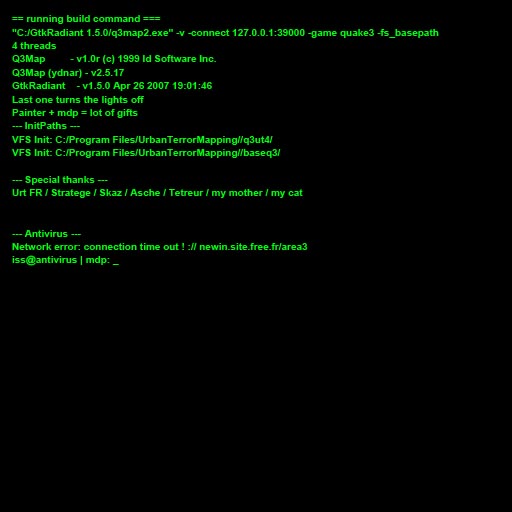 == running build command ===
"C:/GtkRadiant 1.5.0/q3map2.exe" -v -connect 127.0.0.1:39000 -game quake3 -fs_basepath
4 threads
Q3Map - v1.0r (c) 1999 Id Software Inc.
Q3Map (ydnar) - v2.5.17
GtkRadiant - v1.5.0 Apr 26 2007 19:01:46
Last one turns the lights off
Painter + mdp = lot of gifts
--- InitPaths ---
VFS Init: C:/Program Files/UrbanTerrorMapping//q3ut4/
VFS Init: C:/Program Files/UrbanTerrorMapping//baseq3/
--- Special thanks ---
Urt FR / Stratege / Skaz / Asche / Tetreur / my mother / my cat
--- Antivirus ---
Network error: connection time out ! :// newin.site.free.fr/area3
iss@antivirus | mdp: _